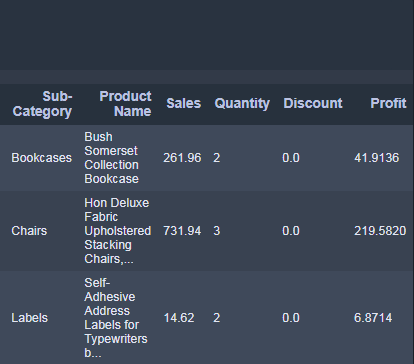 Sub-
Category
Product
Name
Sales
Quantity
Discount
Profit
Bookcases
Bush
Somerset
Collection
Bookcase
261.96
2
0.0
41.9136
Chairs
Hon Deluxe
Fabric
Upholstered
Stacking
Chairs,...
731.94
3
0.0
219.5820
Labels
Self-
Adhesive
Address
Labels for
Typewriters
b...
14.62
2
0.0
6.8714